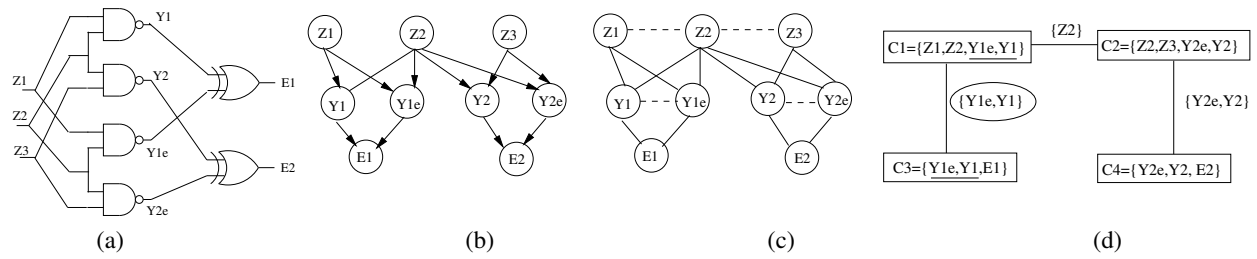 Y1
Y2
Y1e
Y2e
Z1
Z2
Z3
E1
E2
(a)
Z1 Z2 Z3
Y1 Y1e Y2 Y2e
E1 E2
(b)
Z1 Z2 Z3
Y1 Y1e Y2 Y2e
E1 E2
(c)
{Z2}
C1={Z1,Z2,Y1e,Y1}
C2={Z2,Z3,Y2e,Y2}
{Y1e,Y1}
{Y2e,Y2}
C3={Y1e,Y1,E1}
C4={Y2e,Y2, E2}
(d)